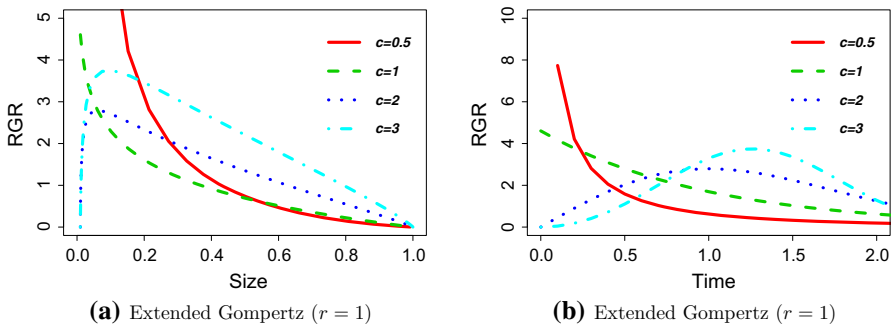 RGR
0 1 2 3 4 5
c=0.5
c=1
c=2
c=3
0.0 0.2 0.4 0.6 0.8 1.0
Size
(a) Extended Gompertz (r = 1)
RGR
0 2 4 6 8 10
c=0.5
c=1
c=2
c=3
0.0 0.5 1.0 1.5 2.0
Time
(b) Extended Gompertz (r = 1)